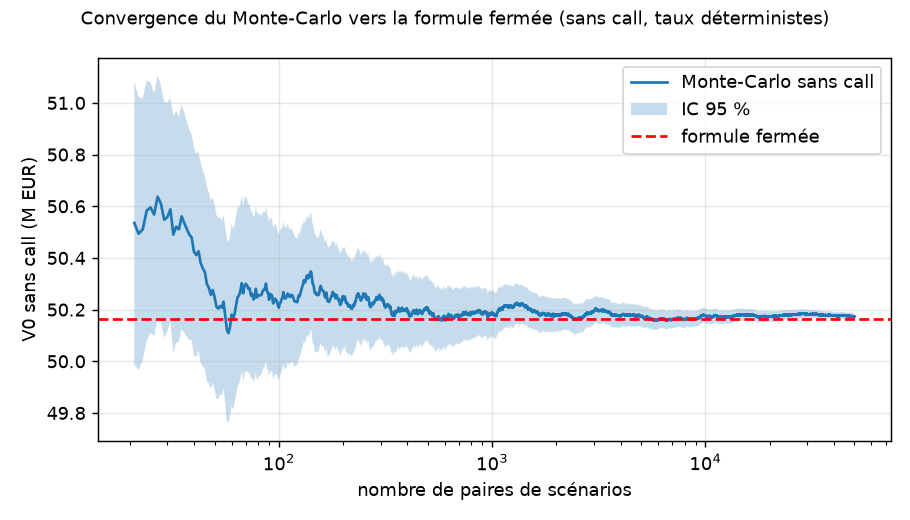 Convergence du Monte-Carlo vers la formule fermée (sans call, taux déterministes)
Monte-Carlo sans call
IC 95 %
formule fermée
V0 sans call (M EUR)
51.0
50.8
50.6
50.4
50.2
50.0
49.8
10²
10³
10⁴
nombre de paires de scénarios